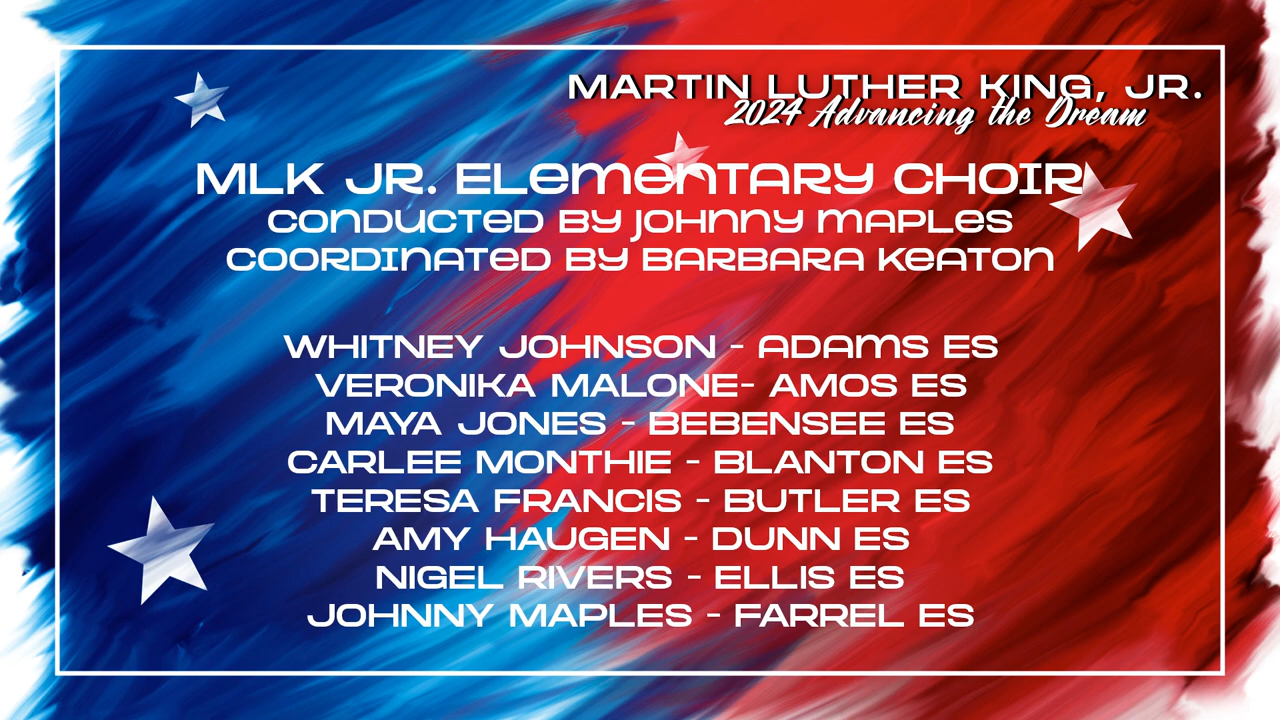 MARTIN LUTHER KING, JR.
2024 Advancing the Dream
MLK JR. ELementary CHOIR
conducted by Johnny Maples
coordinated by Barbara Keaton
WHITNEY JOHNSON - ADAMS ES
VERONIKA MALONE- AMOS ES
MAYA JONES - BEBENSEE ES
CARLEE MONTHIE - BLANTON ES
TERESA FRANCIS - BUTLER ES
AMY HAUGEN - DUNN ES
NIGEL RIVERS - ELLIS ES
JOHNNY MAPLES - FARREL ES